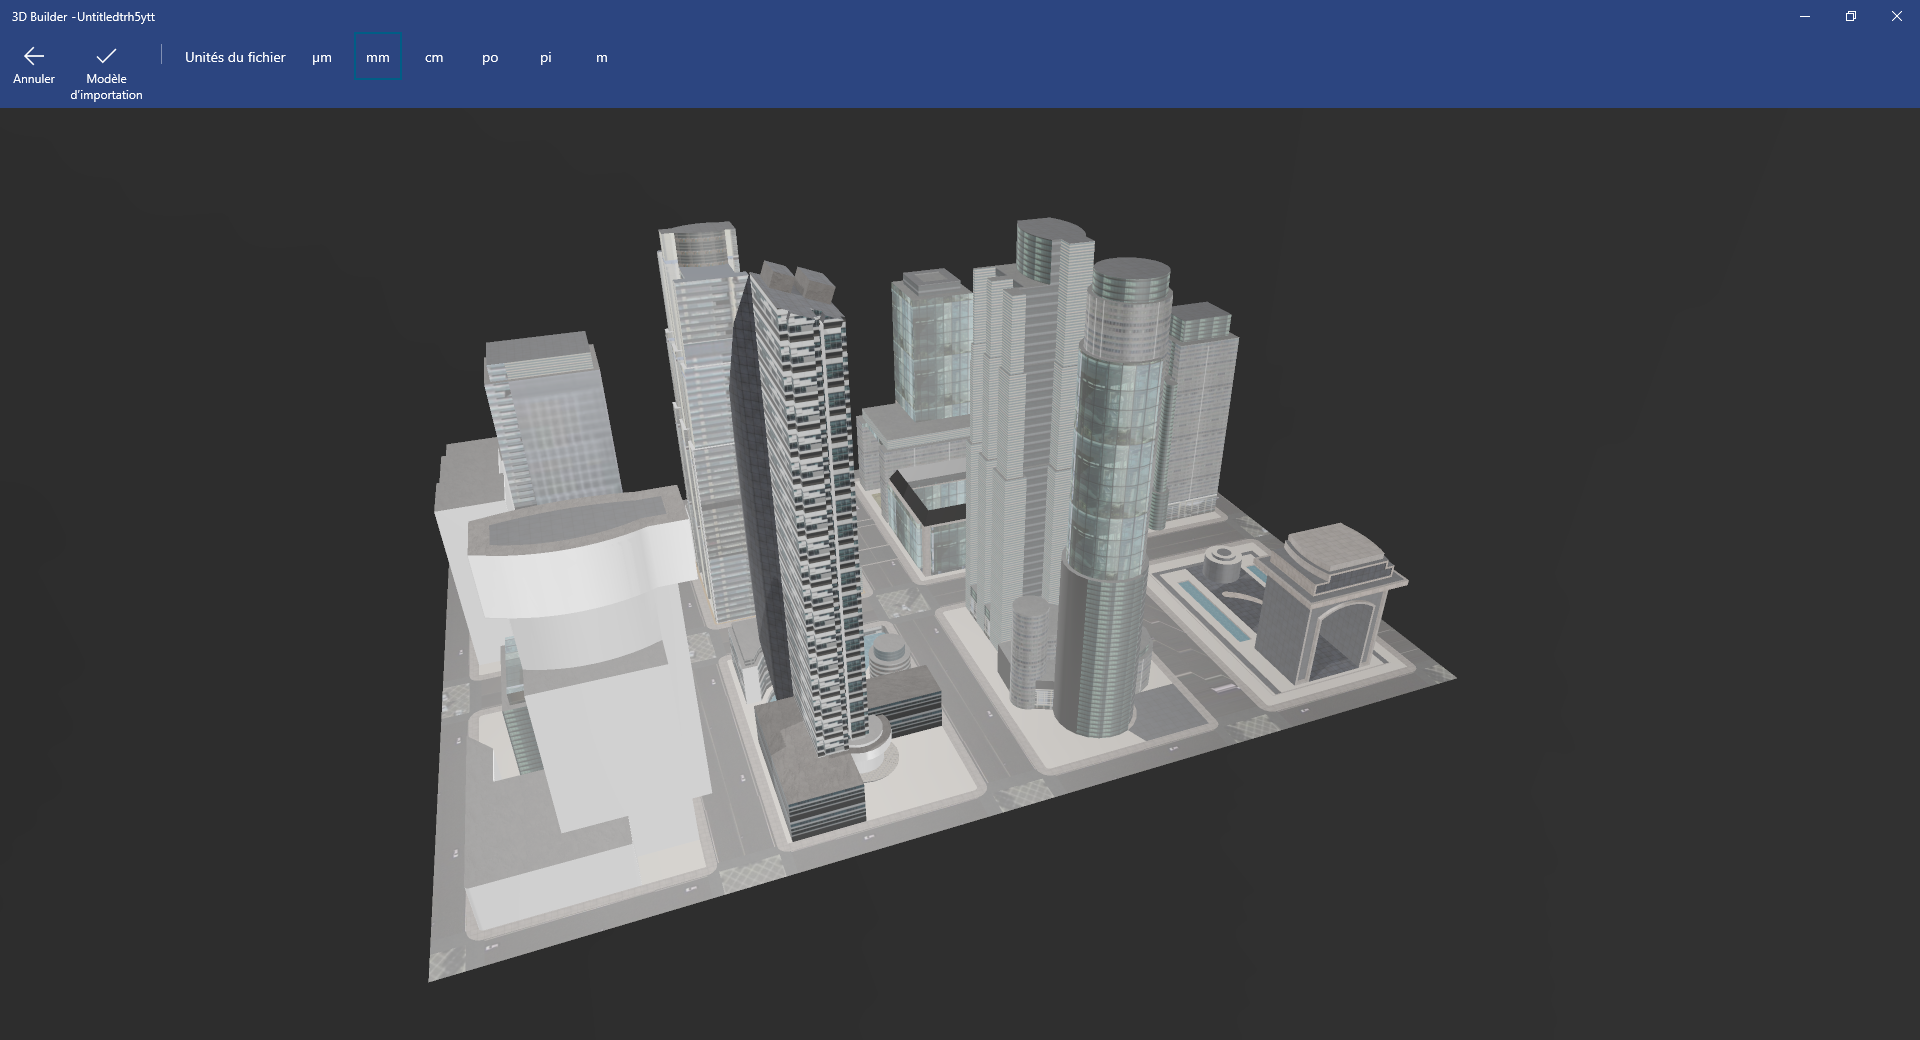 3D Builder -Untitledtrh5ytt
Annuler
Modèle
d'importation
Unités du fichier
µm
mm
cm
po
pi
m